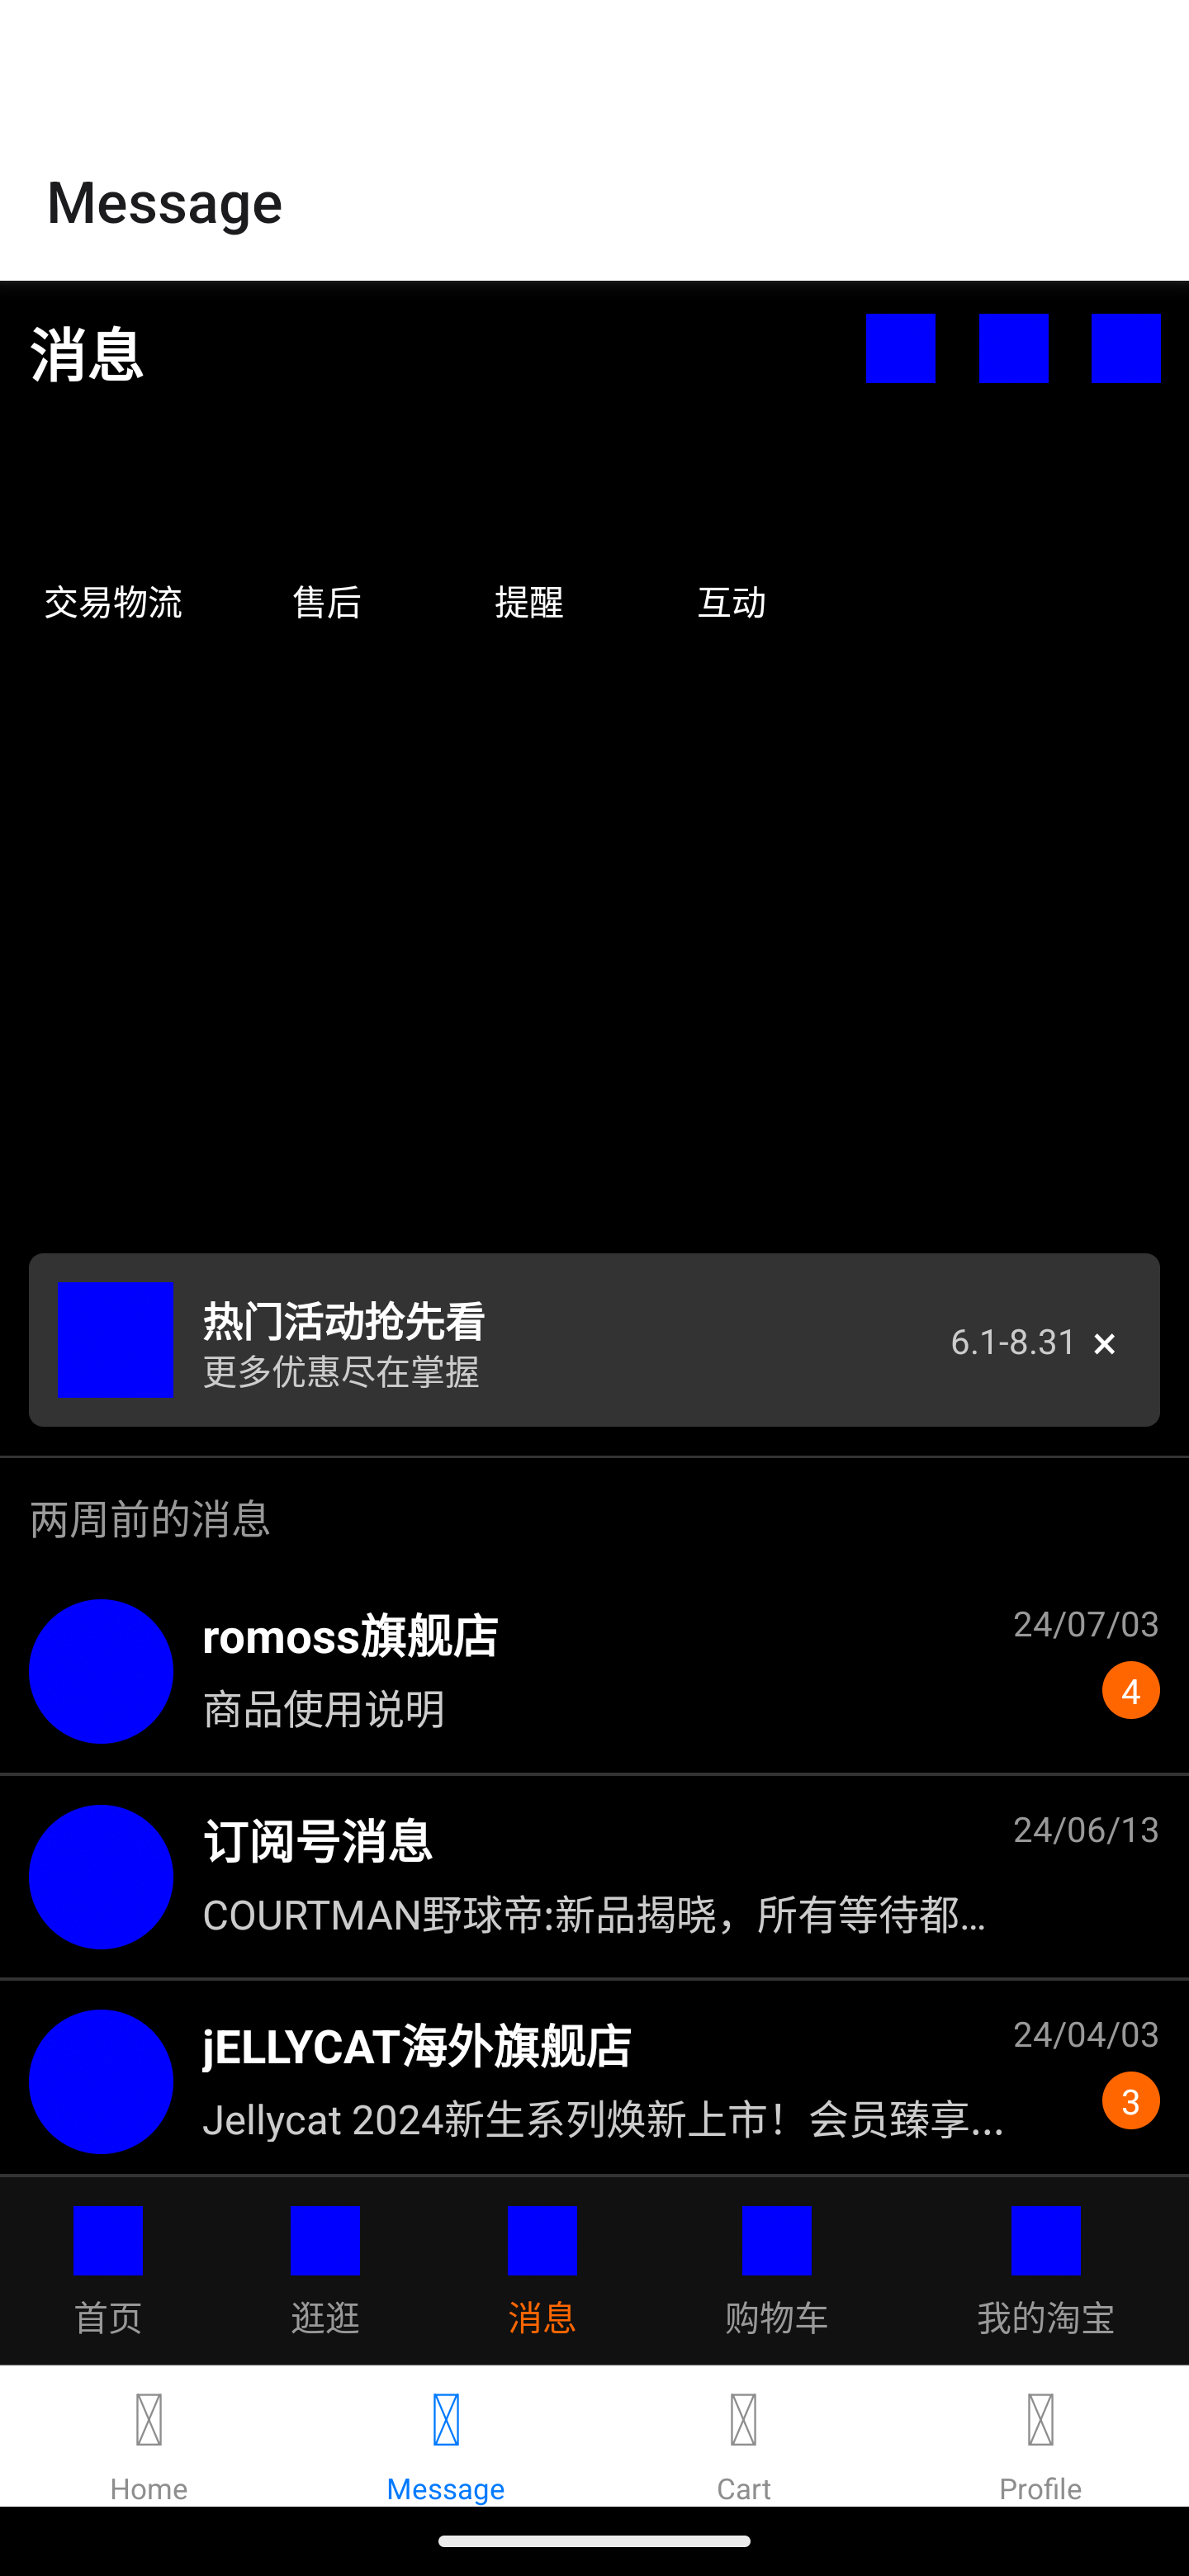 Message
消息
交易物流 售后 提醒 互动
热门活动抢先看
更多优惠尽在掌握
6.1-8.31 ×
两周前的消息
romoss旗舰店
24/07/03
商品使用说明
4
订阅号消息
24/06/13
COURTMAN野球帝:新品揭晓，所有等待都...
jELLYCAT海外旗舰店
24/04/03
Jellycat 2024新生系列焕新上市！会员臻享...
3
首页 逛逛 消息 购物车 我的淘宝
Home Message Cart Profile